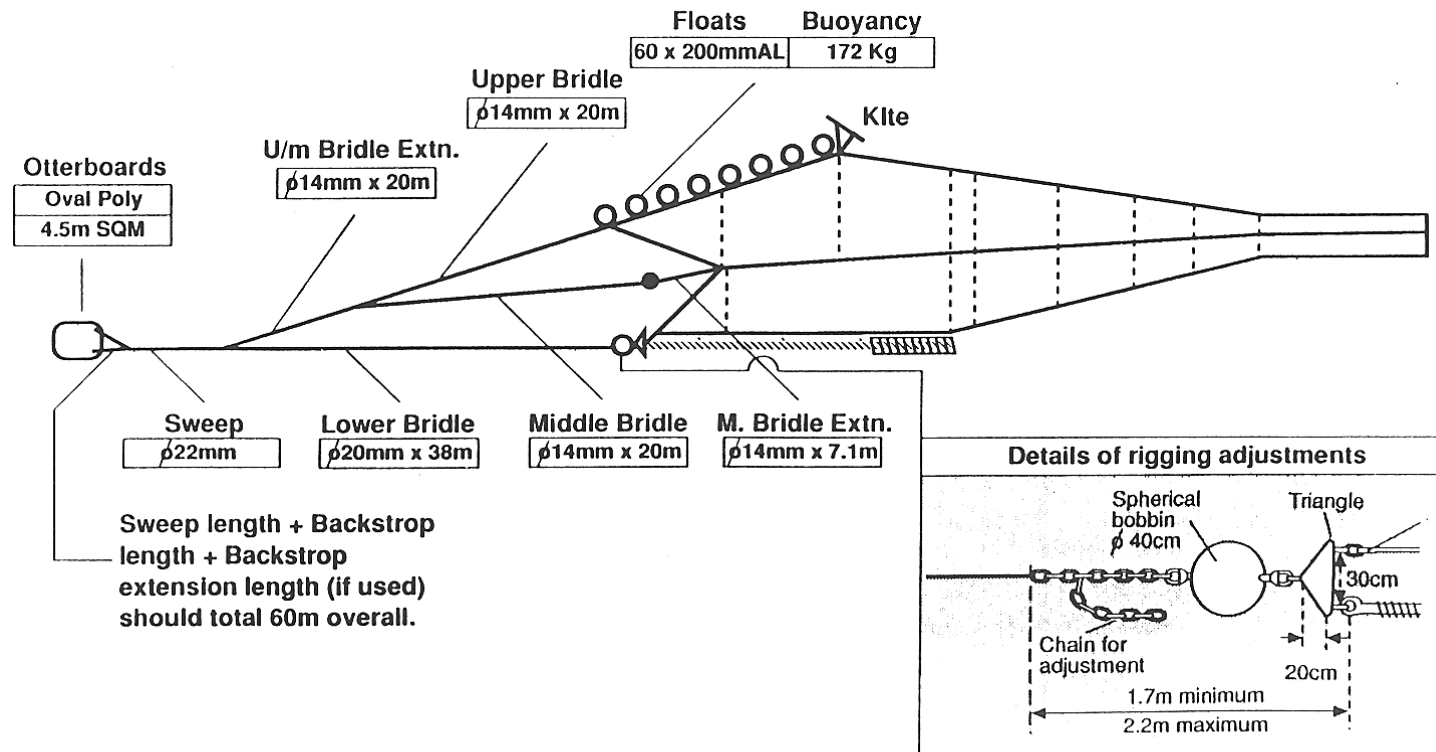 Floats
Buoyancy
60 x 200mmAL
172 Kg
Upper Bridle
ϕ14mm x 20m
KIte
U/m Bridle Extn.
ϕ14mm x 20m
Otterboards
Oval Poly
4.5m SQM
Sweep
ϕ22mm
Lower Bridle
ϕ20mm x 38m
Middle Bridle
ϕ14mm x 20m
M. Bridle Extn.
ϕ14mm x 7.1m
Sweep length + Backstrop
length + Backstrop
extension length (if used)
should total 60m overall.
Details of rigging adjustments
Spherical
bobbin
ϕ 40cm
Triangle
30cm
Chain for
adjustment
20cm
1.7m minimum
2.2m maximum